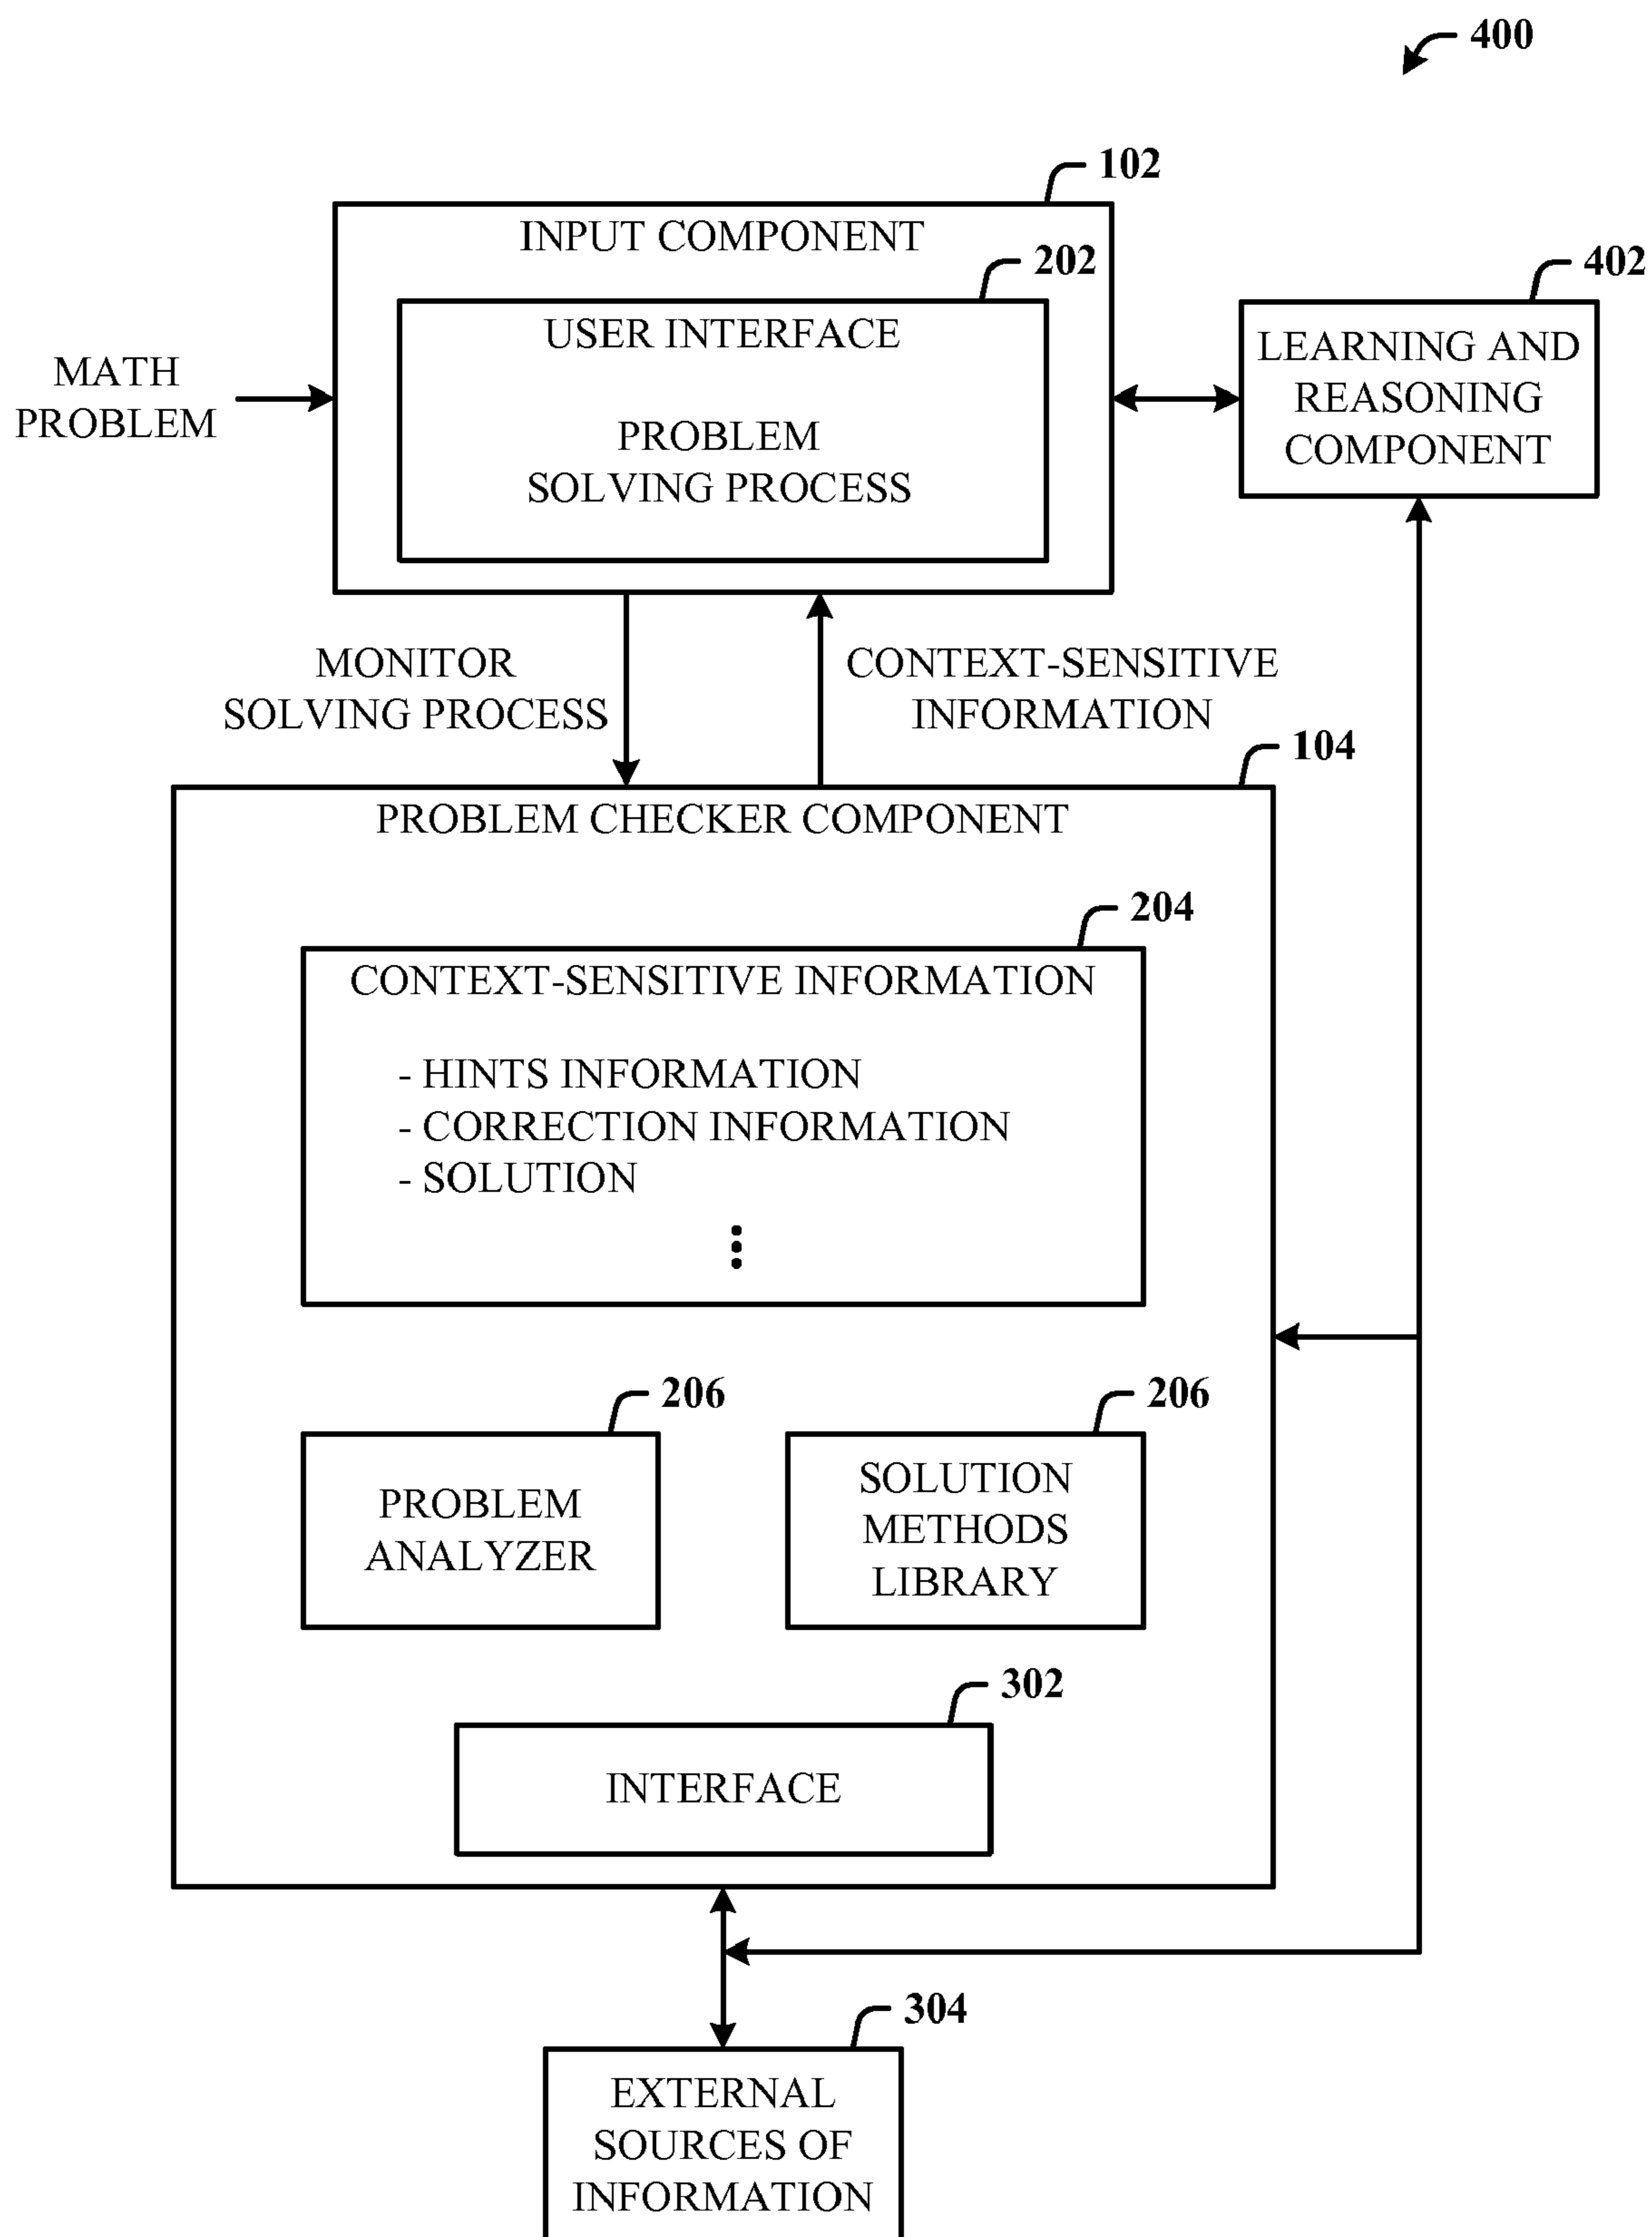 400
102
INPUT COMPONENT
202
402
USER INTERFACE
PROBLEM
SOLVING PROCESS
MATH
PROBLEM
LEARNING AND
REASONING
COMPONENT
MONITOR
SOLVING PROCESS
CONTEXT-SENSITIVE
INFORMATION
104
PROBLEM CHECKER COMPONENT
204
CONTEXT-SENSITIVE INFORMATION
- HINTS INFORMATION
- CORRECTION INFORMATION
- SOLUTION
206
PROBLEM
ANALYZER
206
SOLUTION
METHODS
LIBRARY
302
INTERFACE
304
EXTERNAL
SOURCES OF
INFORMATION